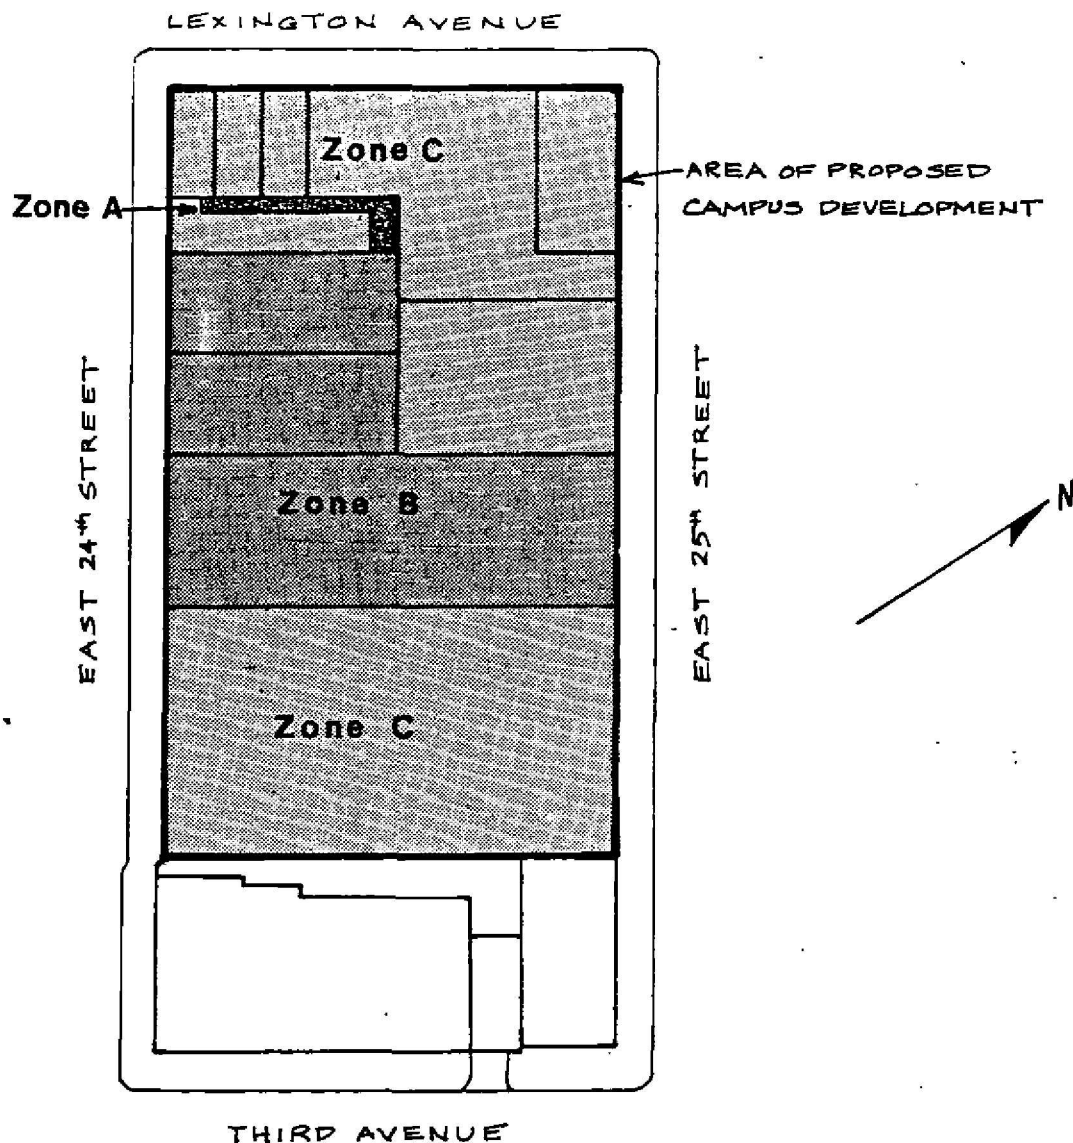 LEXINGTON AVENUE
Zone C
AREA OF PROPOSED
CAMPUS DEVELOPMENT
Zone A
EAST 24th STREET
EAST 25th STREET
N
Zone B
Zone C
THIRD AVENUE